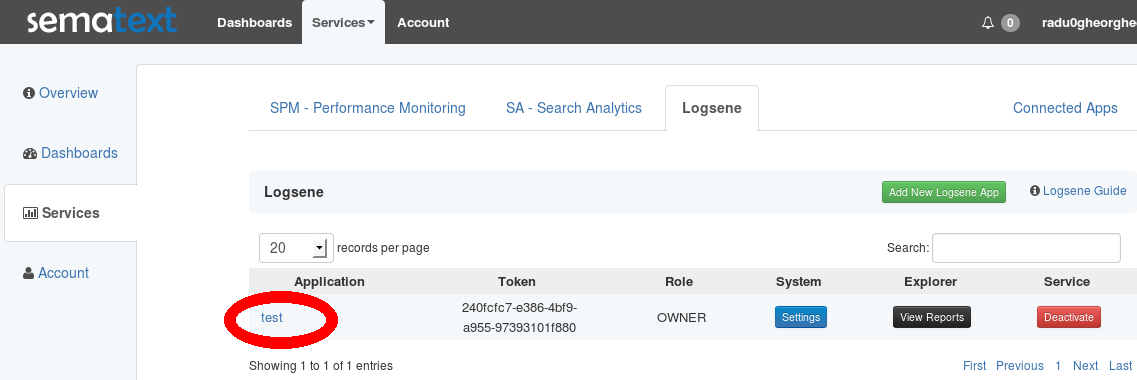 sematext Dashboards Services Account 0 radu0gheorghe
Overview
Dashboards
Services
Account
SPM - Performance Monitoring SA - Search Analytics Logsene Connected Apps
Logsene Add New Logsene App Logsene Guide
20 records per page Search:
Application Token Role System Explorer Service
test 240fcfc7-e386-4bf9-
a955-97393101f880 OWNER Settings View Reports Deactivate
Showing 1 to 1 of 1 entries First Previous 1 Next Last